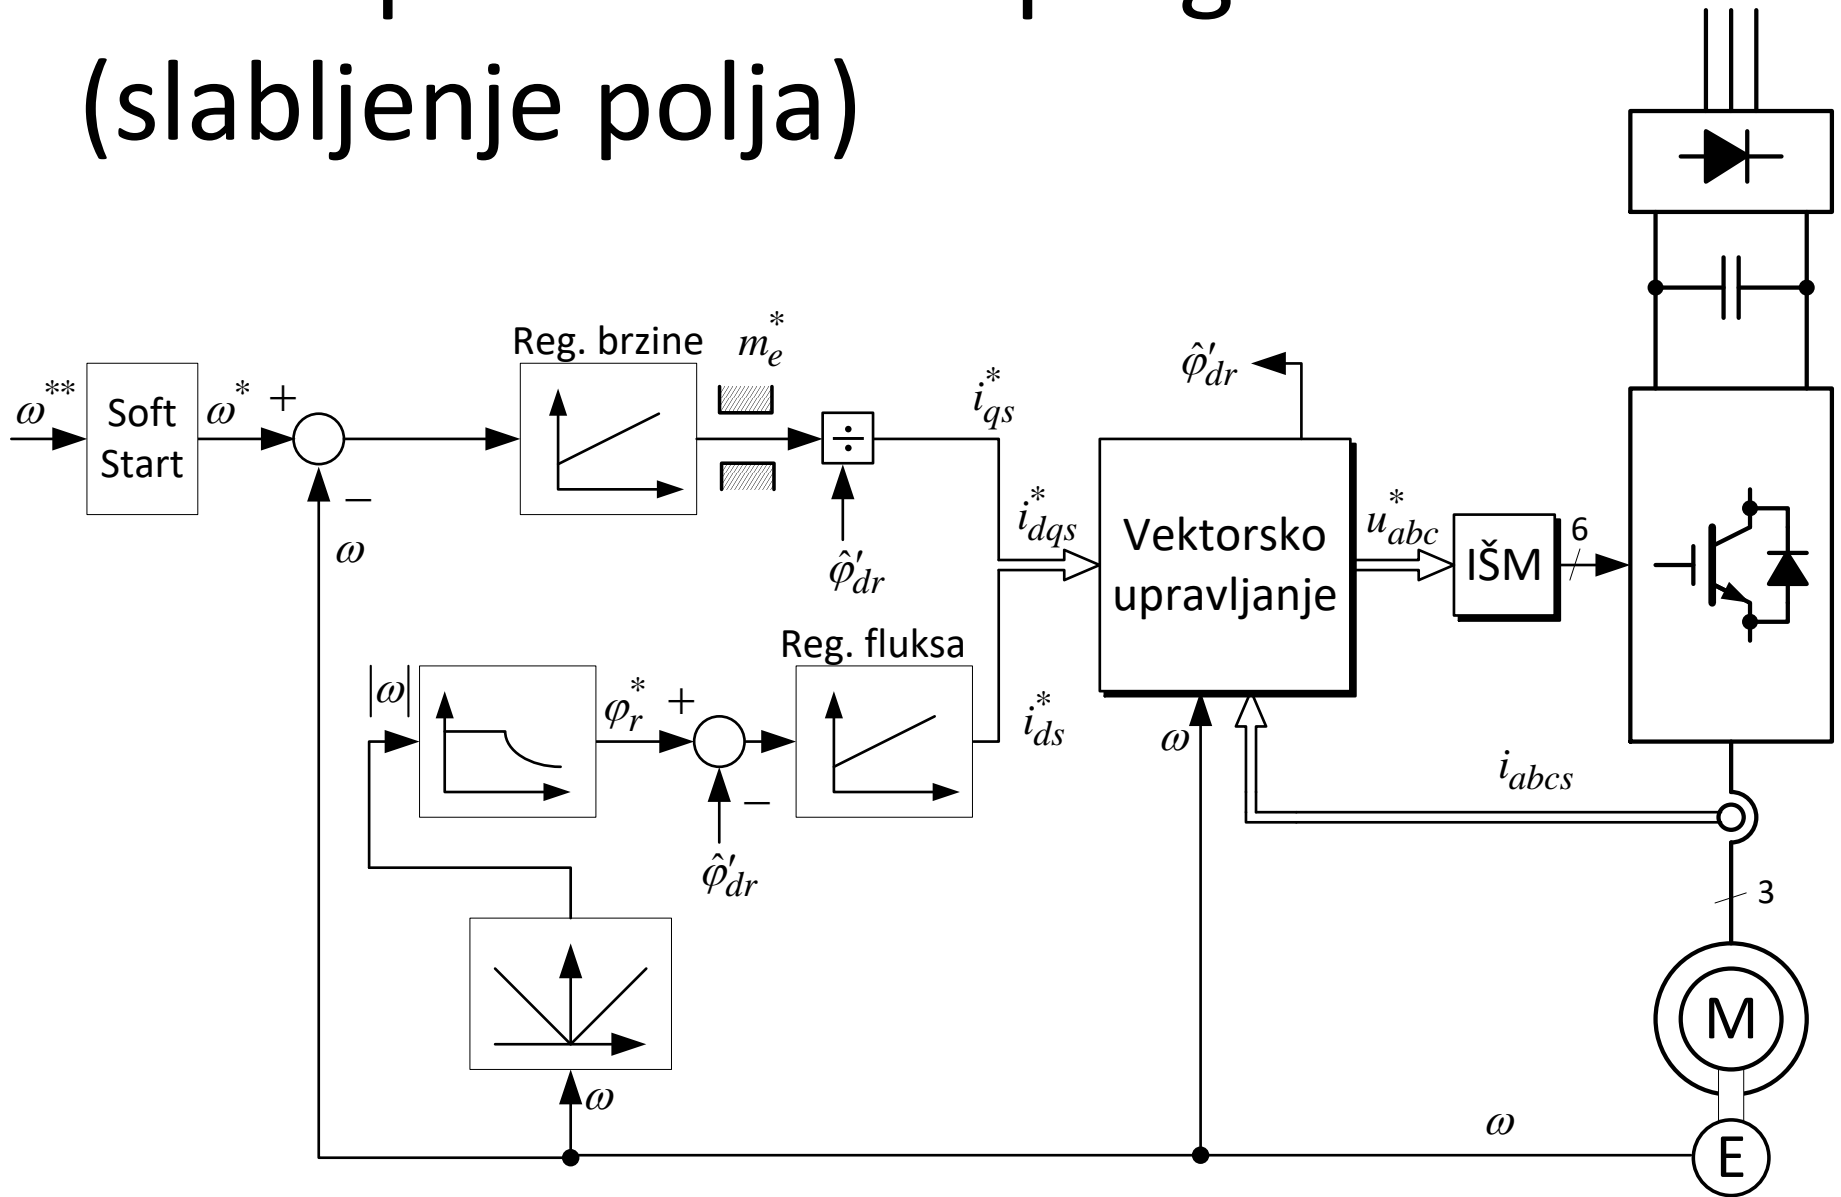 (slabljenje polja)
Reg. brzine
m_e^*
ω^{**}
Soft
Start
ω^*
+
−
ω
÷
φ̂'_{dr}
i_{qs}^*
i_{dqs}^*
φ̂'_{dr}
Vektorsko
upravljanje
u_{abc}^*
IŠM
6
Reg. fluksa
|ω|
φ_r^*
+
−
φ̂'_{dr}
i_{ds}^*
ω
i_{abcs}
3
M
ω
ω
E